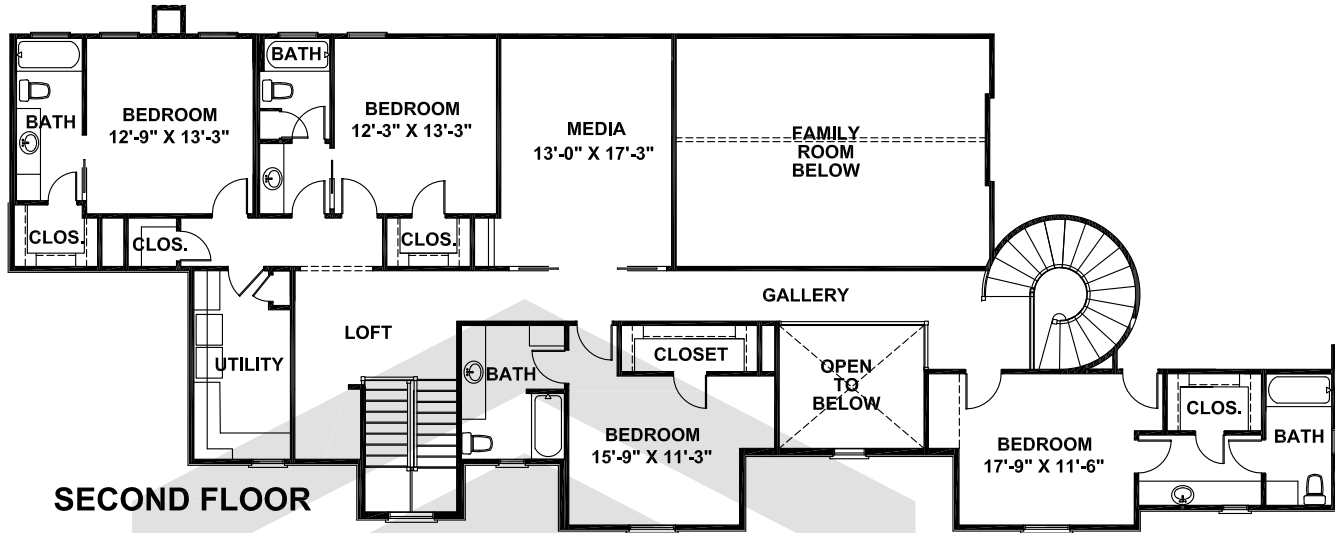 BATH
BEDROOM
12'-9" X 13'-3"
BATH
BEDROOM
12'-3" X 13'-3"
MEDIA
13'-0" X 17'-3"
FAMILY
ROOM
BELOW
CLOS.
CLOS.
CLOS.
GALLERY
LOFT
UTILITY
BATH
CLOSET
OPEN
TO
BELOW
BEDROOM
15'-9" X 11'-3"
BEDROOM
17'-9" X 11'-6"
CLOS.
BATH
SECOND FLOOR